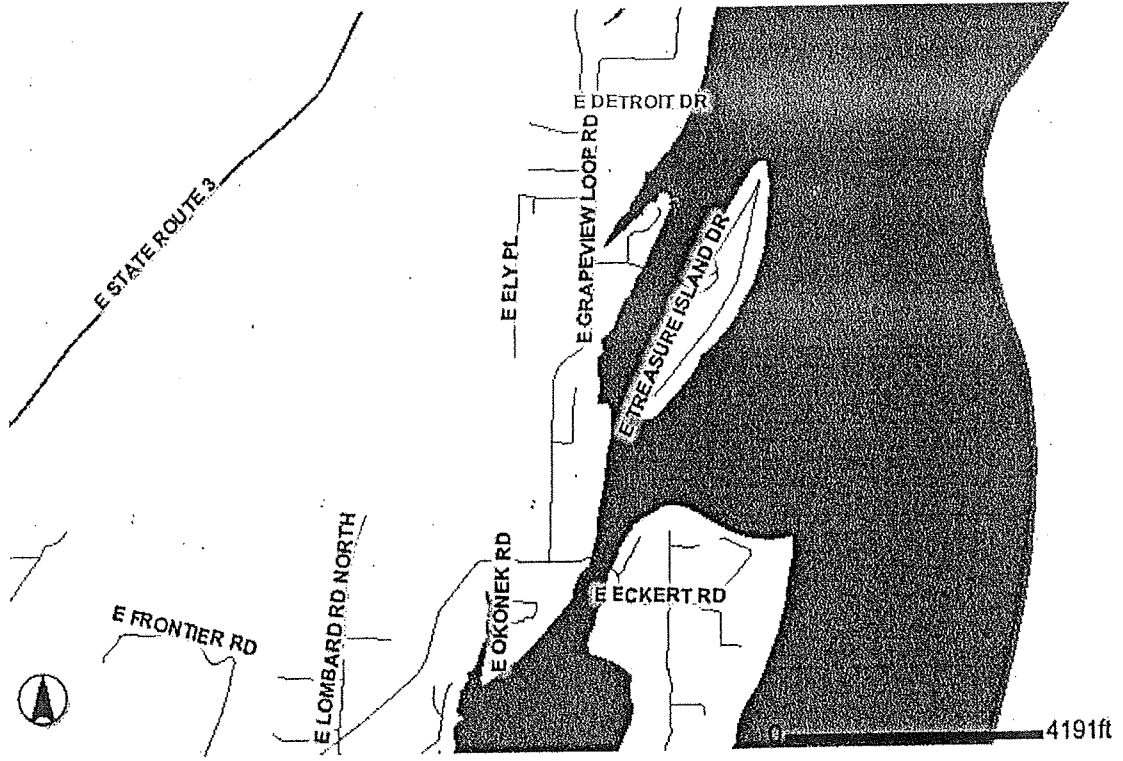 E DETROIT DR
E GRAPEVIEW LOOP RD
E STATE ROUTE 3
E TREASURE ISLAND DR
E ELY PL
E LOMBARD RD NORTH
E OKONEK RD
E ECKERT RD
E FRONTIER RD
0 4191ft